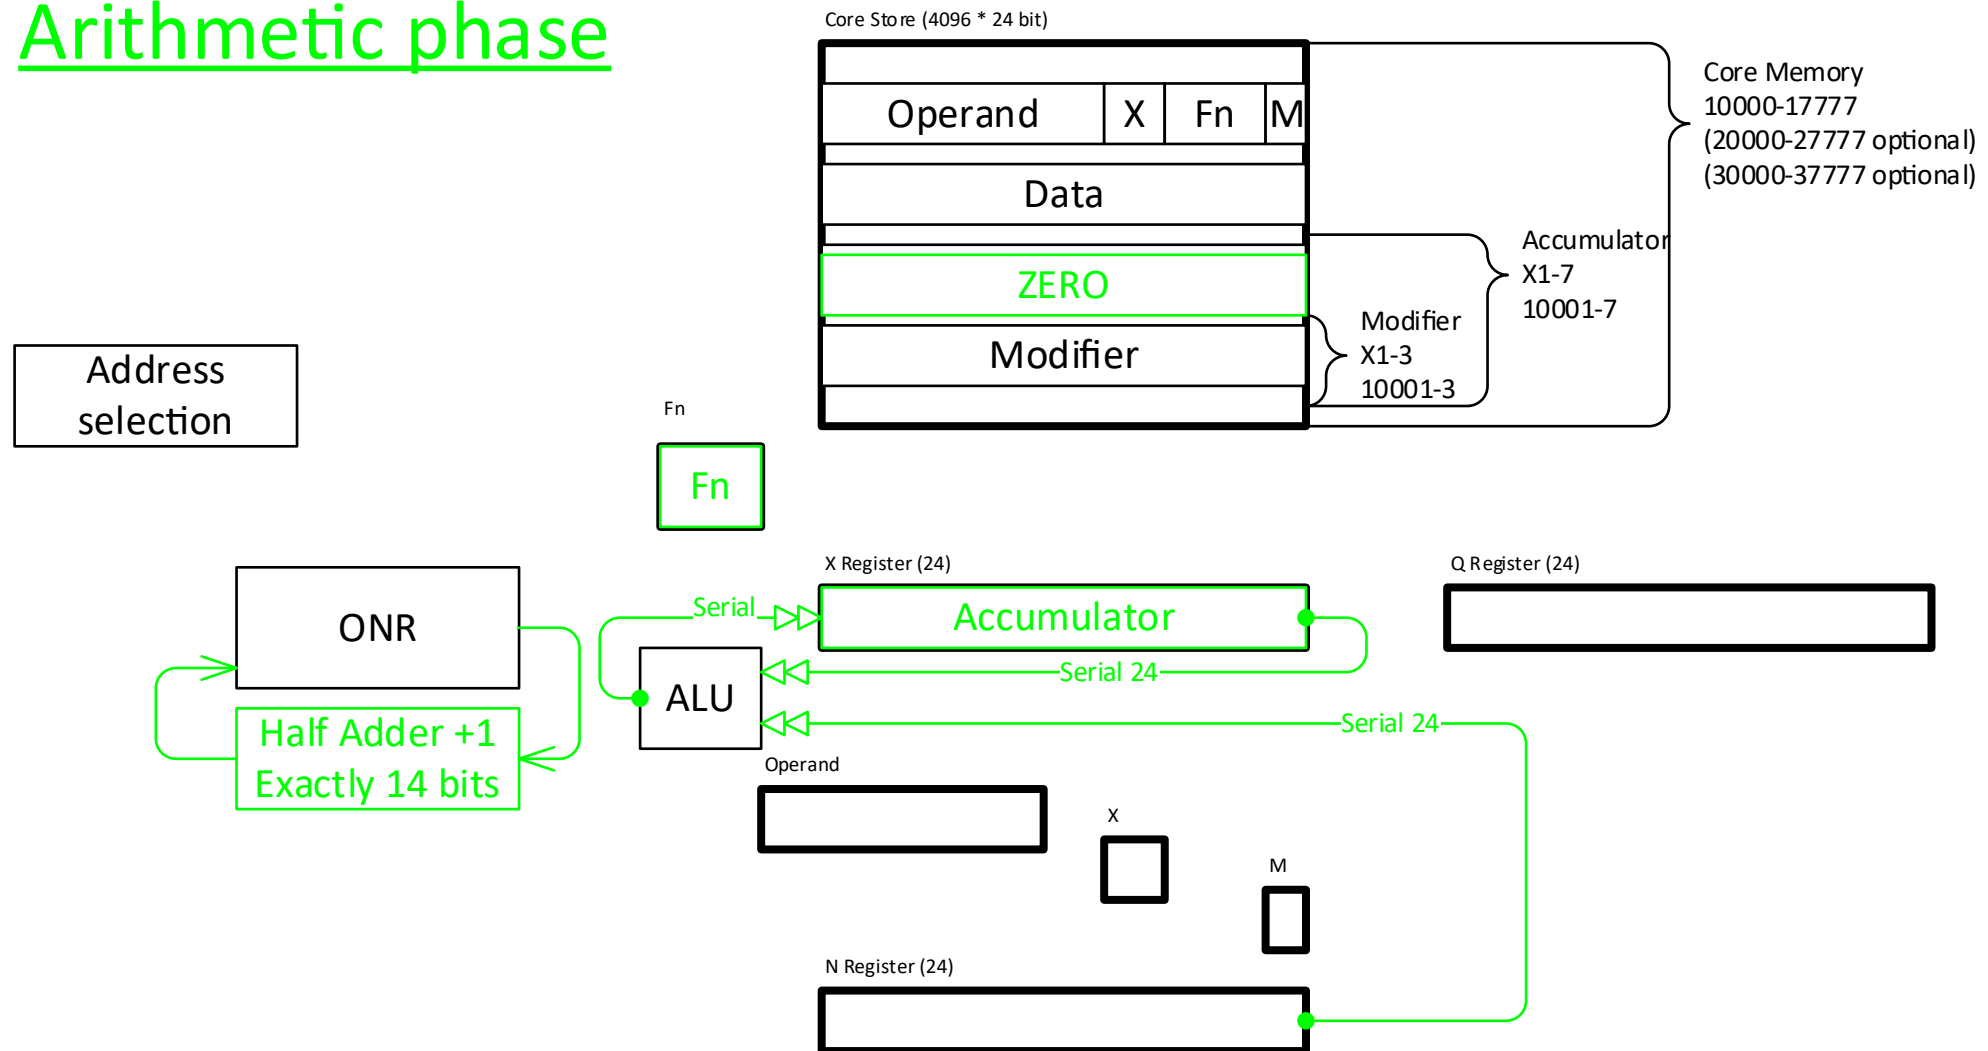 Arithmetic phase
Core Store (4096 * 24 bit)
Operand X Fn M
Data
ZERO
Modifier
Core Memory
10000-17777
(20000-27777 optional)
(30000-37777 optional)
Accumulator
X1-7
10001-7
Modifier
X1-3
10001-3
Address
selection
Fn
Fn
X Register (24)
Q Register (24)
ONR
Serial
Accumulator
Serial 24
ALU
Half Adder +1
Exactly 14 bits
Serial 24
Operand
X
M
N Register (24)